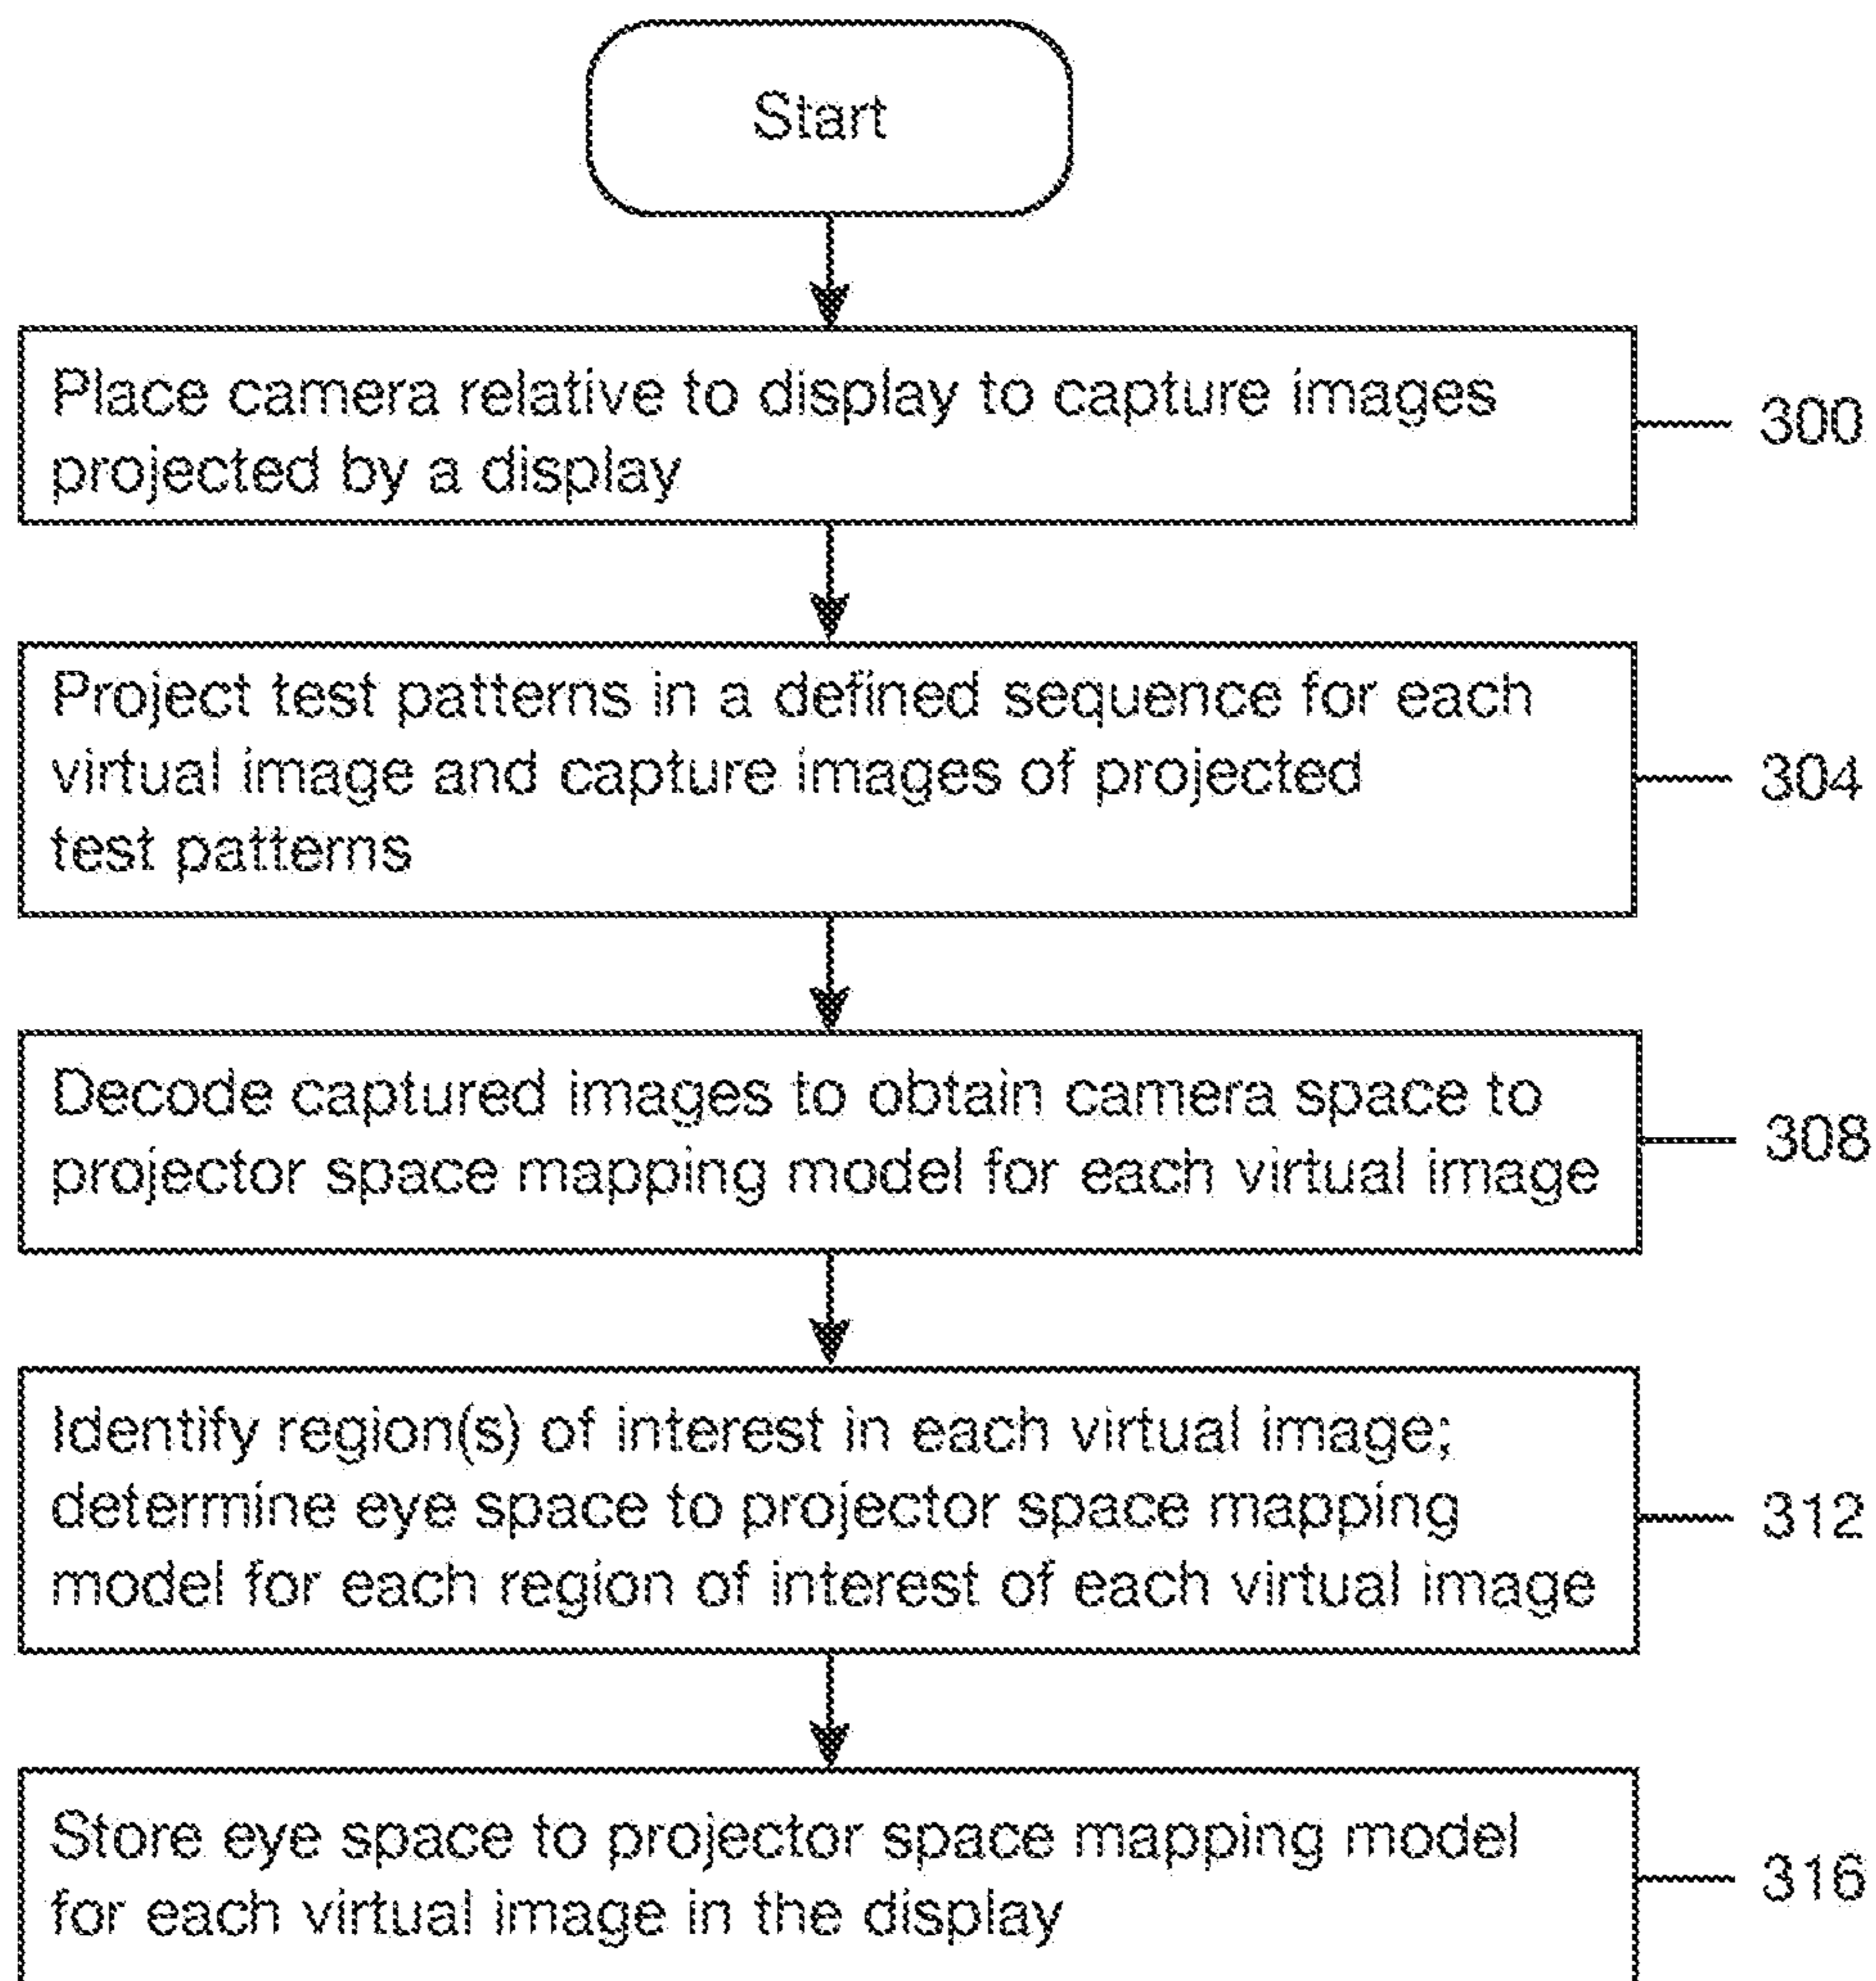 Start
Place camera relative to display to capture images
projected by a display
300
Project test patterns in a defined sequence for each
virtual image and capture images of projected
test patterns
304
Decode captured images to obtain camera space to
projector space mapping model for each virtual image
308
Identify region(s) of interest in each virtual image;
determine eye space to projector space mapping
model for each region of interest of each virtual image
312
Store eye space to projector space mapping model
for each virtual image in the display
316